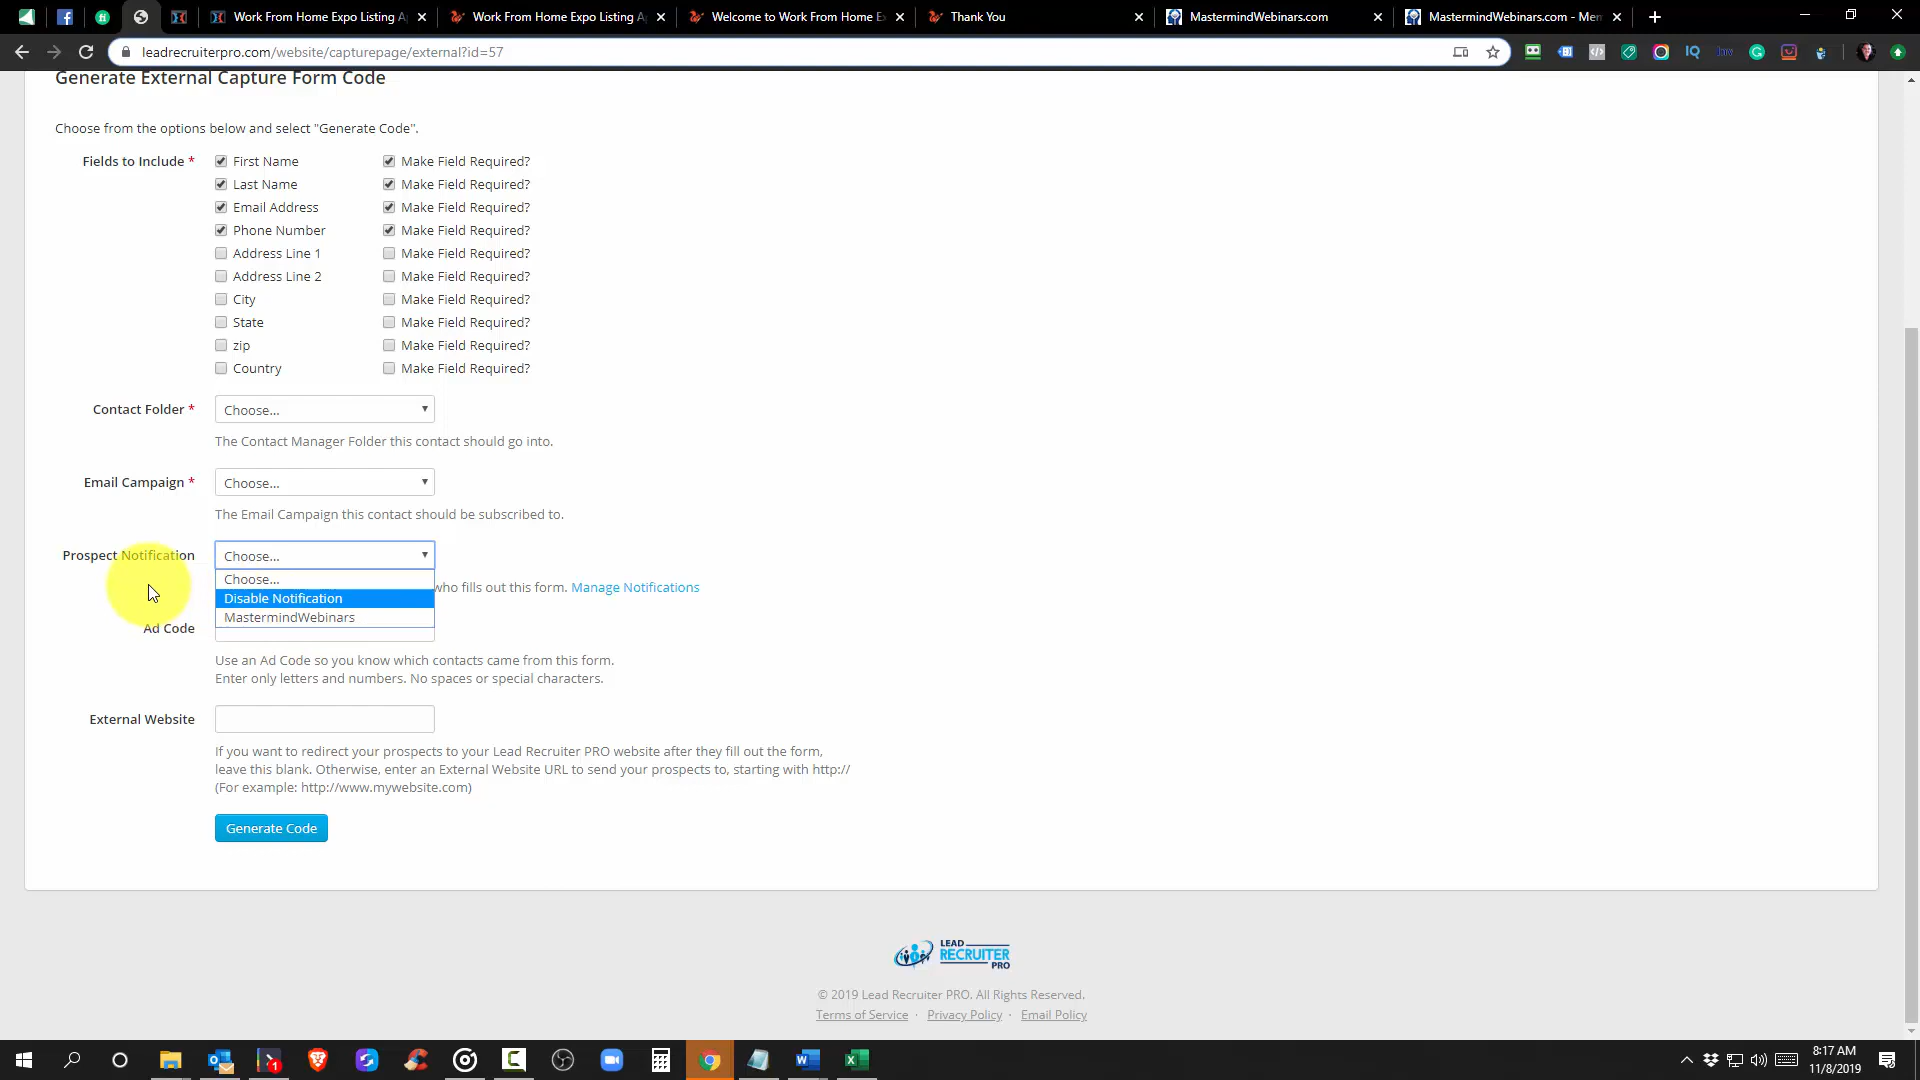 Work From Home Expo Listing A
Work From Home Expo Listing A
Welcome to Work From Home E
Thank You
MastermindWebinars.com
MastermindWebinars.com - Mem
leadrecruiterpro.com/website/capturepage/external?id=57
Generate External Capture Form Code
Choose from the options below and select "Generate Code".
Fields to Include *
First Name Make Field Required?
Last Name Make Field Required?
Email Address Make Field Required?
Phone Number Make Field Required?
Address Line 1 Make Field Required?
Address Line 2 Make Field Required?
City Make Field Required?
State Make Field Required?
zip Make Field Required?
Country Make Field Required?
Contact Folder * Choose...
The Contact Manager Folder this contact should go into.
Email Campaign * Choose...
The Email Campaign this contact should be subscribed to.
Prospect Notification Choose...
Choose...
who fills out this form. Manage Notifications
Disable Notification
MastermindWebinars
Ad Code
Use an Ad Code so you know which contacts came from this form.
Enter only letters and numbers. No spaces or special characters.
External Website
If you want to redirect your prospects to your Lead Recruiter PRO website after they fill out the form,
leave this blank. Otherwise, enter an External Website URL to send your prospects to, starting with http://
(For example: http://www.mywebsite.com)
Generate Code
LEAD
RECRUITER
PRO
© 2019 Lead Recruiter PRO. All Rights Reserved.
Terms of Service · Privacy Policy · Email Policy
8:17 AM
11/8/2019